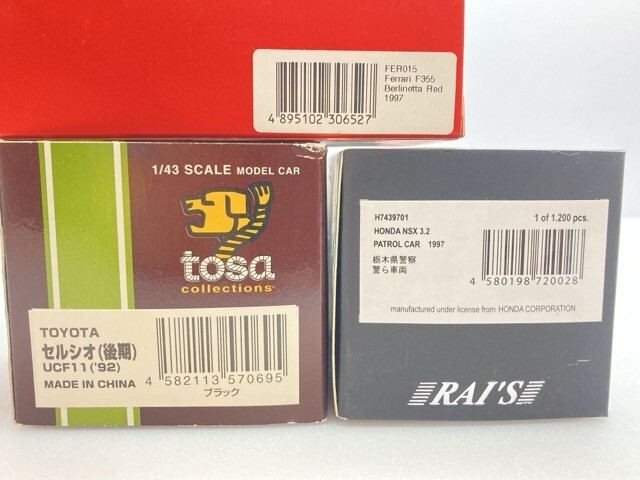 FER015
Ferrari F355
Berlinetta Red
1997
4 895102 306527
1/43 SCALE MODEL CAR
tosa
collections
TOYOTA
セルシオ(後期)
UCF11('92)
MADE IN CHINA
4 582113 570695
ブラック
H7439701
1 of 1.200 pcs.
HONDA NSX 3.2
PATROL CAR 1997
栃木県警察
警ら車両
4 580198 720028
manufactured under license from HONDA CORPORATION
RAI'S